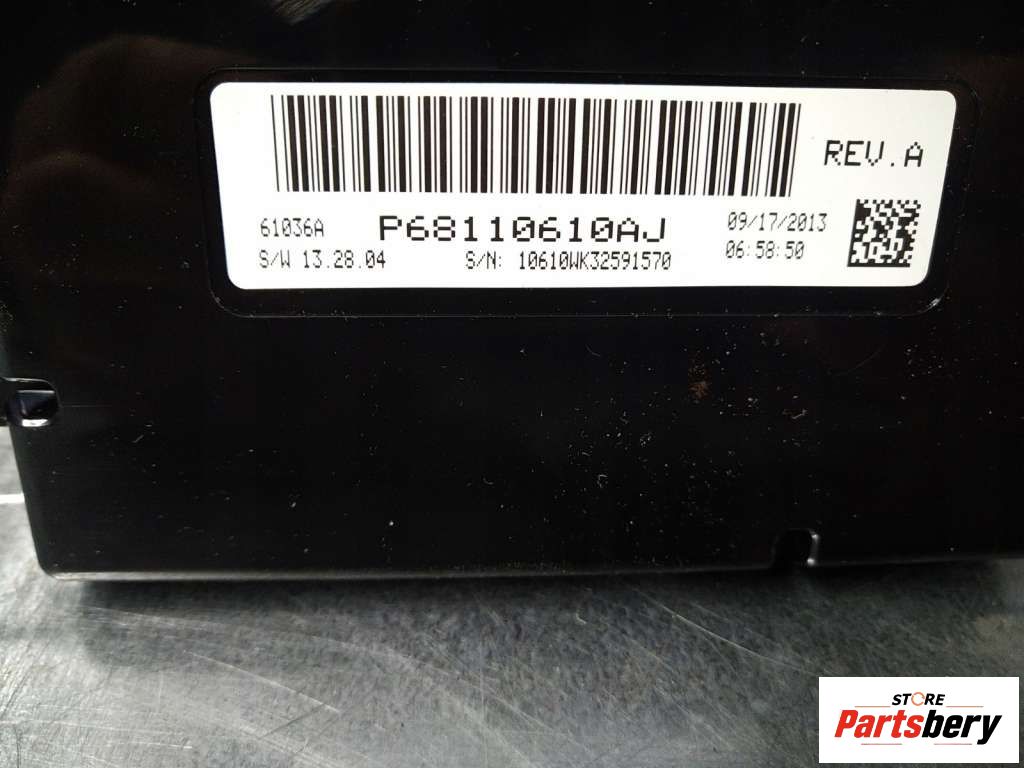 REV.A
61036A P68110610AJ 09/17/2013
S/W 13.28.04 S/N: 10610WK32591570 06:58:50
STORE
Partsbery